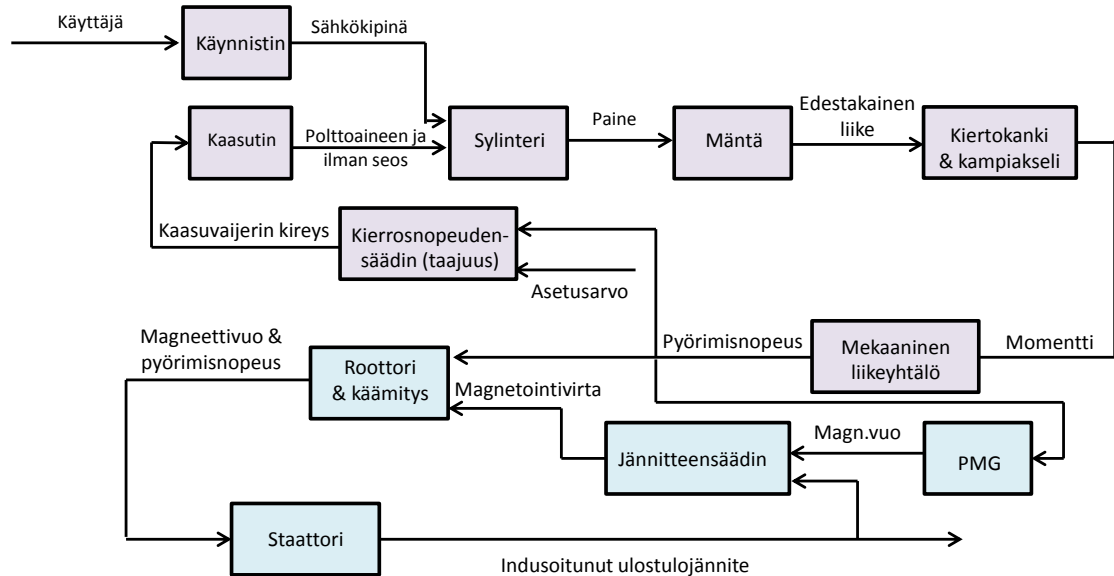 Käyttäjä
Käynnistin
Sähkökipinä
Kaasutin
Polttoaineen ja
ilman seos
Sylinteri
Paine
Mäntä
Edestakainen
liike
Kiertokanki
& kampiakseli
Kaasuvaijerin kireys
Kierrosnopeuden-
säädin (taajuus)
Asetusarvo
Magneettivuo &
pyörimisnopeus
Roottori
& käämitys
Pyörimisnopeus
Mekaaninen
liikeyhtälö
Momentti
Magnetointivirta
Jännitteensäädin
Magn.vuo
PMG
Staattori
Indusoitunut ulostulojännite